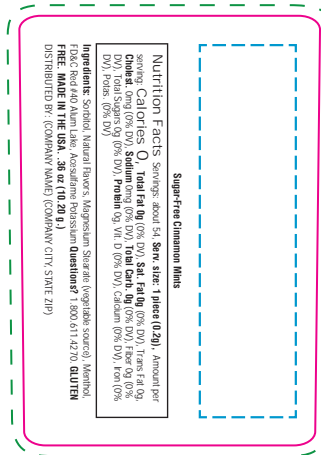 Sugar-Free Cinnamon Mints
Nutrition Facts Servings: about 54, Serv. size: 1 piece (0.2g), Amount per
serving: Calories 0, Total Fat 0g (0% DV), Sat. Fat 0g (0% DV), Trans Fat 0g,
Cholest. 0mg (0% DV), Sodium 0mg (0% DV), Total Carb. 0g (0% DV), Fiber 0g (0%
DV), Total Sugars 0g (0% DV), Protein 0g, Vit. D (0% DV), Calcium (0% DV), Iron (0%
DV), Potas. (0% DV)
Ingredients: Sorbitol, Natural Flavors, Magnesium Stearate (vegetable source), Menthol,
FD&C Red #40 Alum Lake, Acesulfame Potassium Questions? 1.800.611.4270 GLUTEN
FREE. MADE IN THE USA. .36 oz (10.20 g.)
DISTRIBUTED BY: (COMPANY NAME) (COMPANY CITY, STATE ZIP)